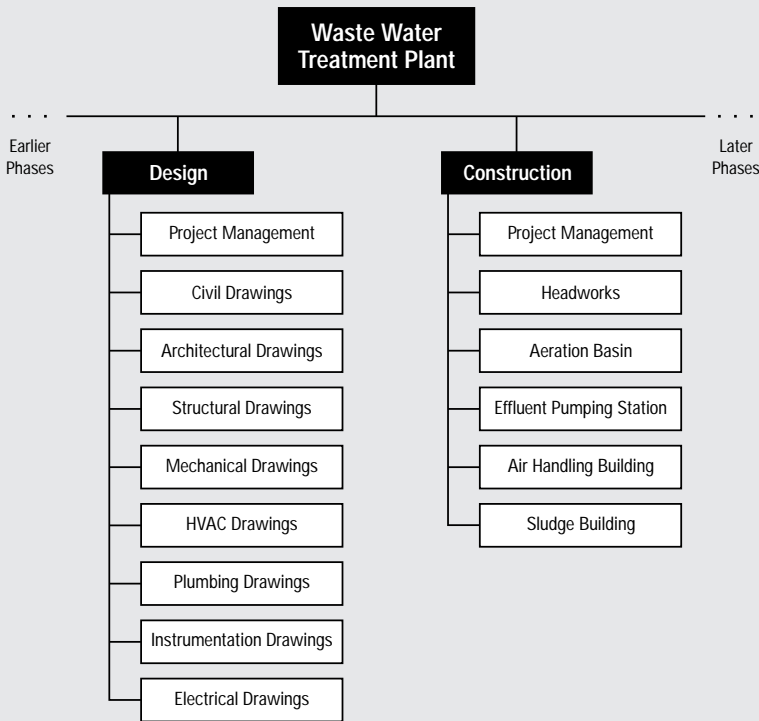 Waste Water
Treatment Plant
. . .
. . .
Earlier
Phases
Later
Phases
Design
Construction
Project Management
Civil Drawings
Architectural Drawings
Structural Drawings
Mechanical Drawings
HVAC Drawings
Plumbing Drawings
Instrumentation Drawings
Electrical Drawings
Project Management
Headworks
Aeration Basin
Effluent Pumping Station
Air Handling Building
Sludge Building